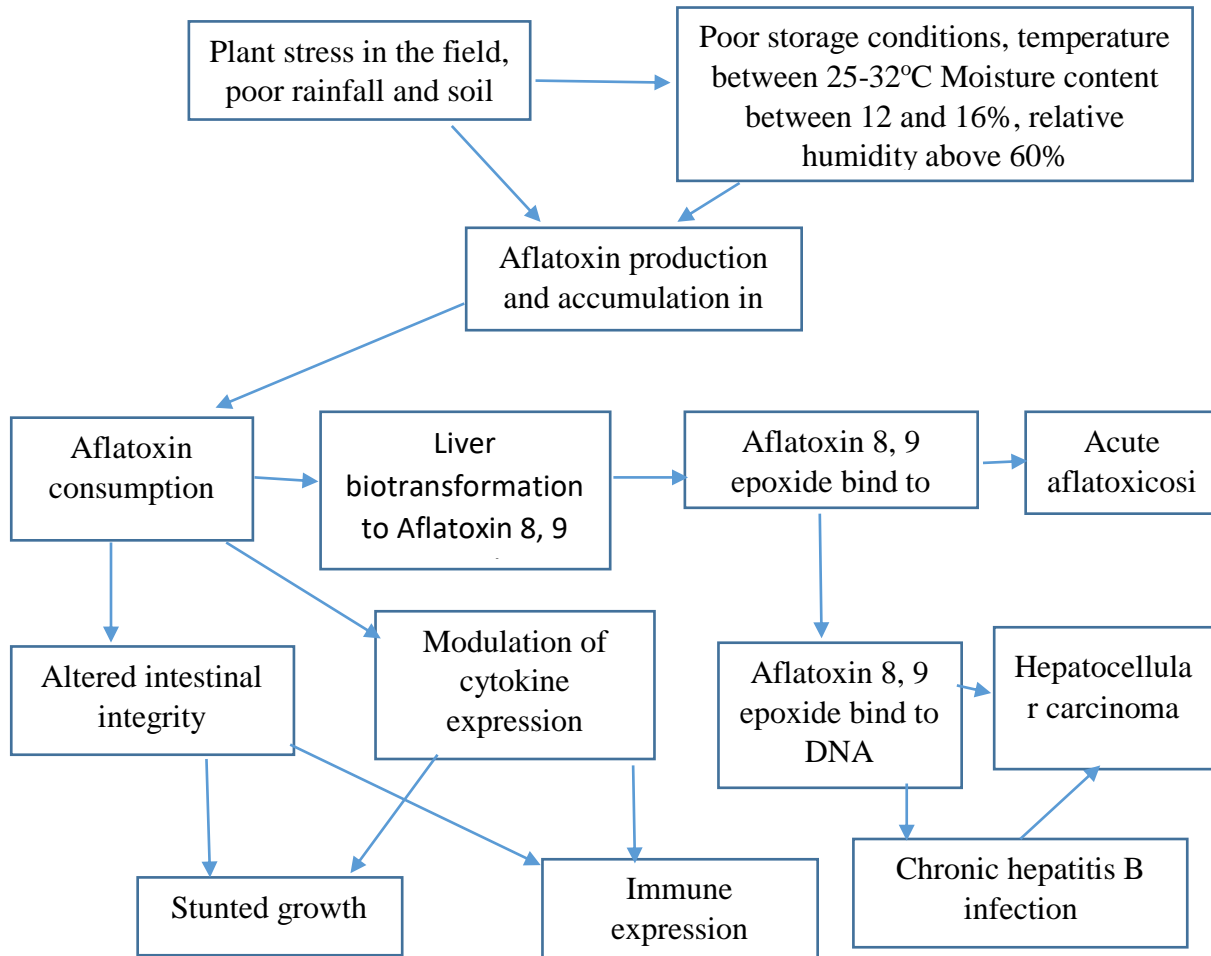 Plant stress in the field,
poor rainfall and soil
Poor storage conditions, temperature
between 25-32°C Moisture content
between 12 and 16%, relative
humidity above 60%
Aflatoxin production
and accumulation in
Aflatoxin
consumption
Liver
biotransformation
to Aflatoxin 8, 9
Aflatoxin 8, 9
epoxide bind to
Acute
aflatoxicosi
Altered intestinal
integrity
Modulation of
cytokine
expression
Aflatoxin 8, 9
epoxide bind to
DNA
Hepatocellula
r carcinoma
Stunted growth
Immune
expression
Chronic hepatitis B
infection